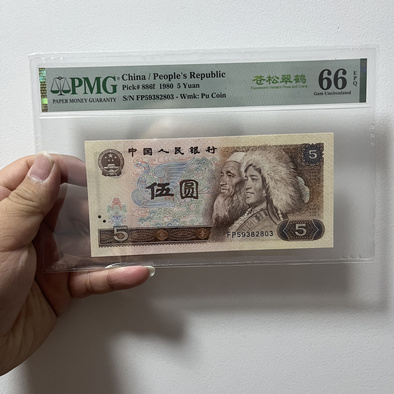 PMG
PAPER MONEY GUARANTY
China / People's Republic
Pick# 886f 1980 5 Yuan
S/N FP59382803 - Wmk: Pu Coin
苍松翠鹤
66 EPQ
Gem Uncirculated
中国人民银行
5
伍圆
5
5
FP59382803